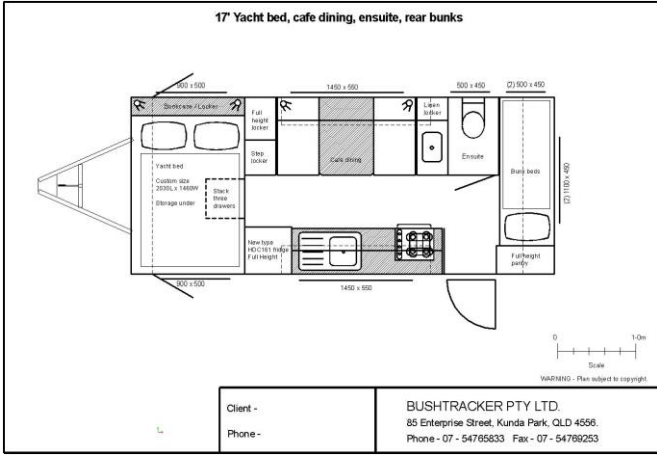 17' Yacht bed, cafe dining, ensuite, rear bunks
900 x 500
1450 x 550
500 x 450
(2) 500 x 450
Bookcase / Locker
Full
height
locker
Linen
locker
Step
locker
Cafe dining
Ensuite
Bunk beds
(2) 1100 x 450
Yacht bed
Custom size
Storage under
Stack
three
drawers
New type
HDC181 fridge
Full Height
Full height
pantry
900 x 500
1450 x 550
0
1-0m
Scale
WARNING - Plan subject to copyright.
Client -
Phone -
BUSHTRACKER PTY LTD.
85 Enterprise Street, Kunda Park, QLD 4556.
Phone - 07 - 54765833 Fax - 07 - 54769253